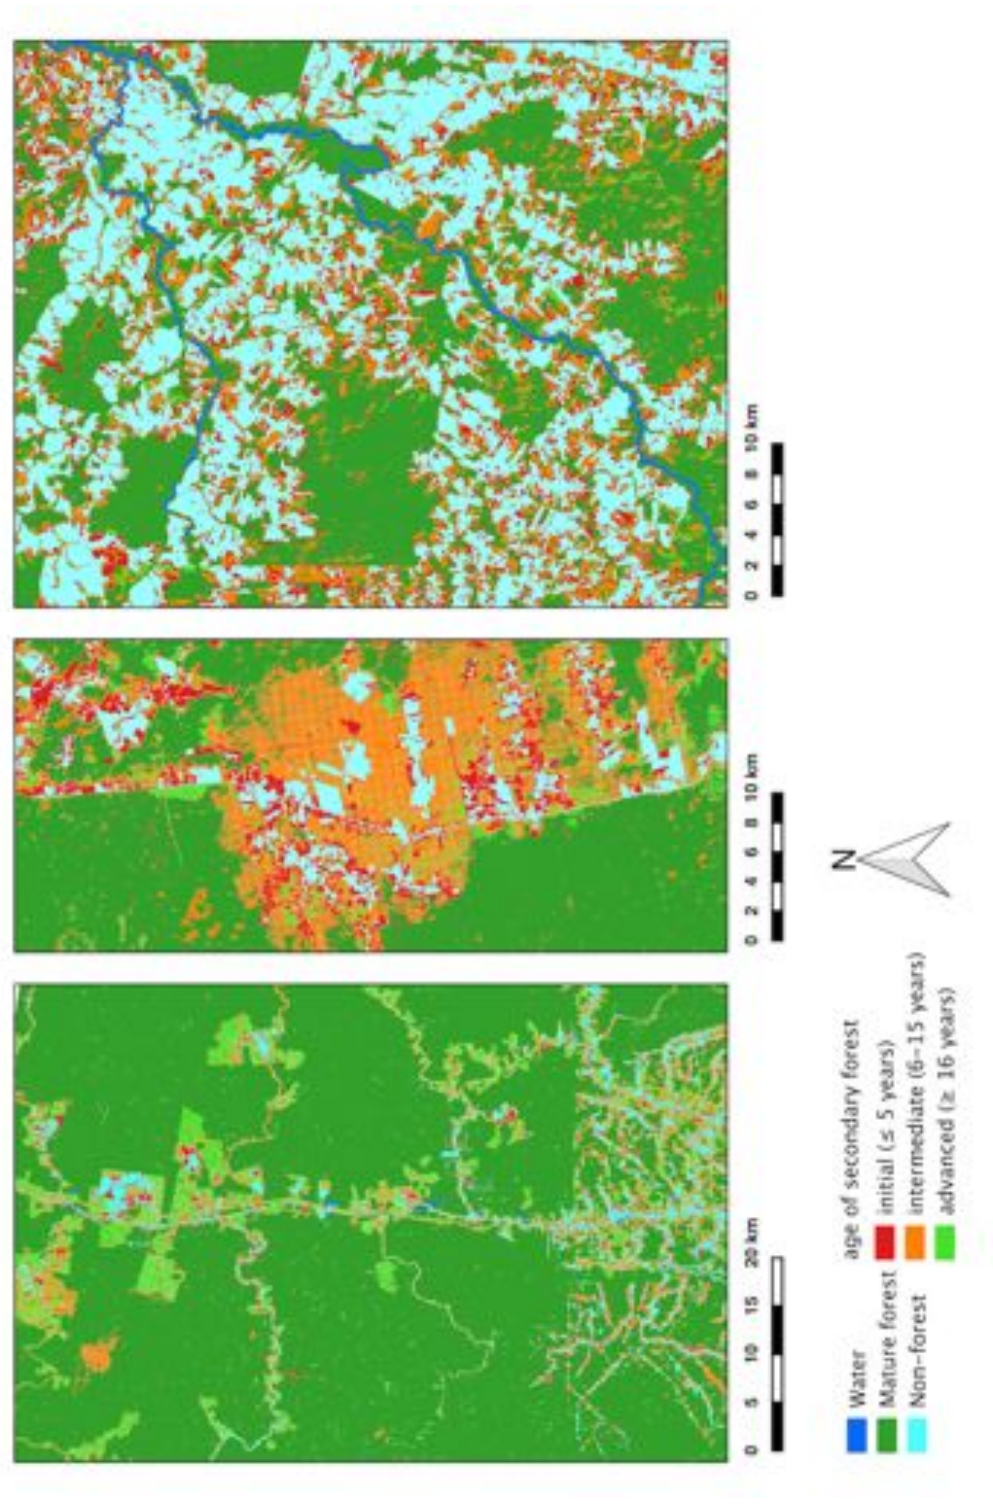 0 2 4 6 8 10 km
0 2 4 6 8 10 km
0 5 10 15 20 km
N
Water
Mature forest
Non-forest
age of secondary forest
initial (≤ 5 years)
intermediate (6-15 years)
advanced (≥ 16 years)